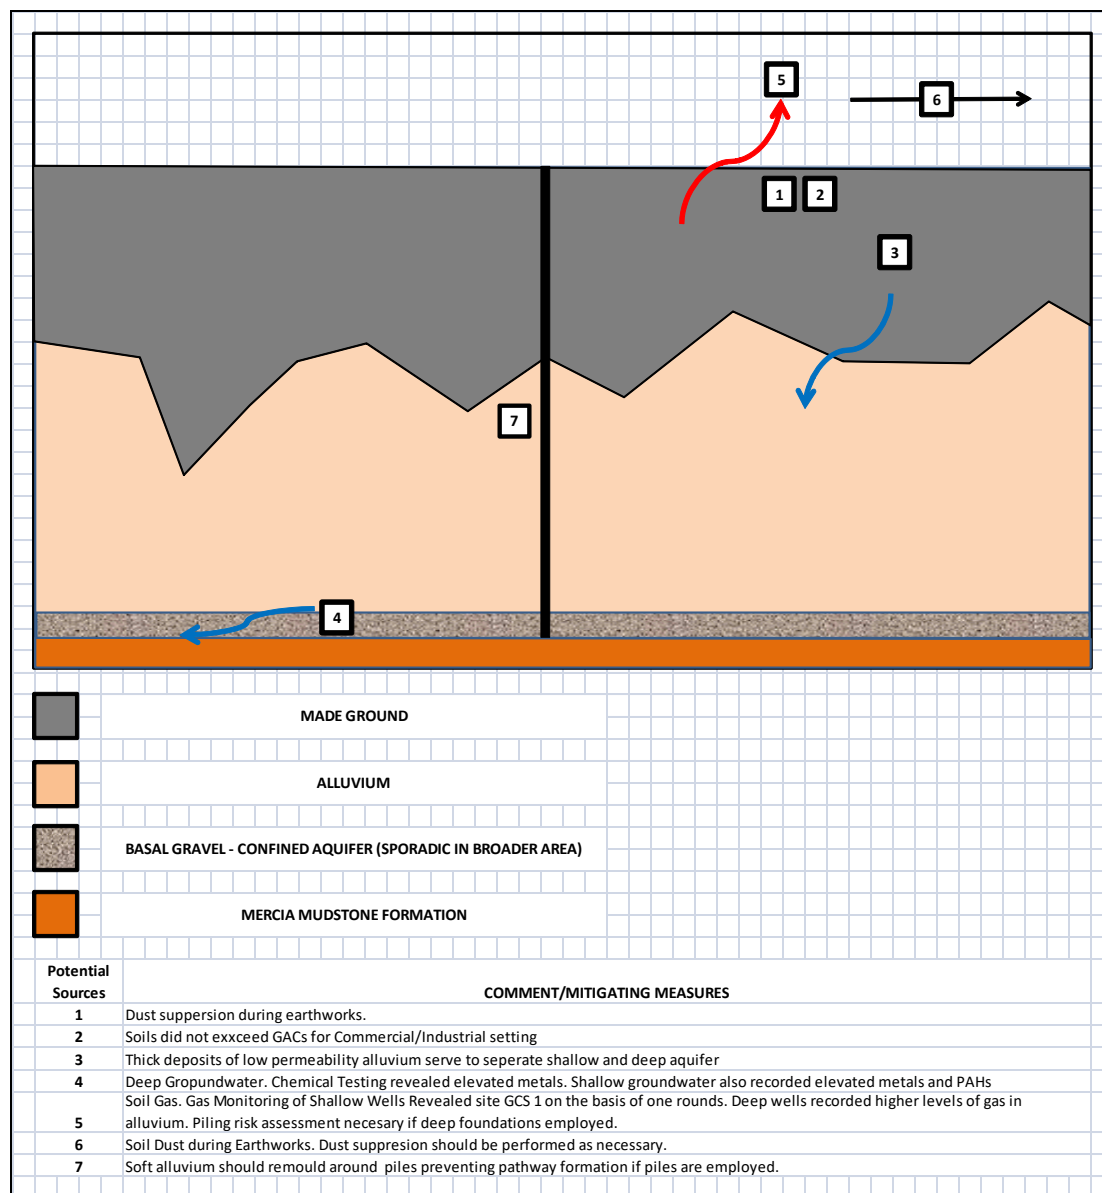 5
6
1 2
3
7
4
MADE GROUND
ALLUVIUM
BASAL GRAVEL - CONFINED AQUIFER (SPORADIC IN BROADER AREA)
MERCIA MUDSTONE FORMATION
Potential
Sources COMMENT/MITIGATING MEASURES
1 Dust suppersion during earthworks.
2 Soils did not exxceed GACs for Commercial/Industrial setting
3 Thick deposits of low permeability alluvium serve to seperate shallow and deep aquifer
4 Deep Gropundwater. Chemical Testing revealed elevated metals. Shallow groundwater also recorded elevated metals and PAHs
Soil Gas. Gas Monitoring of Shallow Wells Revealed site GCS 1 on the basis of one rounds. Deep wells recorded higher levels of gas in
5 alluvium. Piling risk assessment necesary if deep foundations employed.
6 Soil Dust during Earthworks. Dust suppresion should be performed as necessary.
7 Soft alluvium should remould around  piles preventing pathway formation if piles are employed.